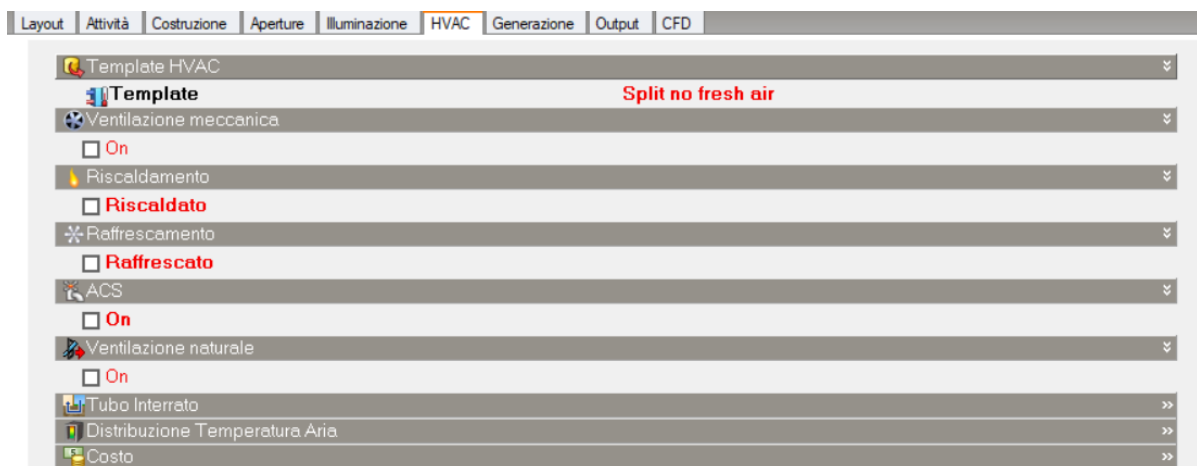 Layout Attività Costruzione Aperture Illuminazione HVAC Generazione Output CFD
Template HVAC
Template Split no fresh air
Ventilazione meccanica
On
Riscaldamento
Riscaldato
Raffrescamento
Raffrescato
ACS
On
Ventilazione naturale
On
Tubo Interrato
Distribuzione Temperatura Aria
Costo